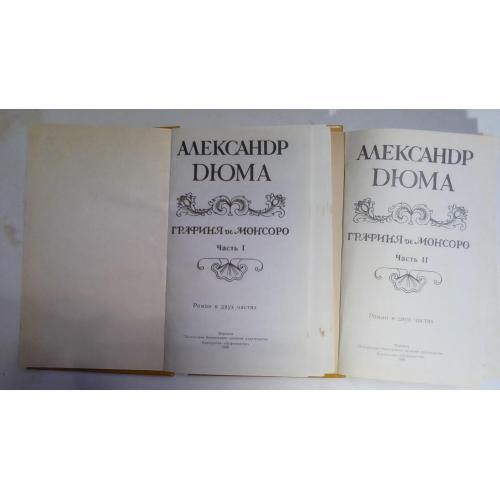 АЛЕКСАНДР
ДЮМА
ГРАФИНЯ де МОНСОРО
Часть I
Роман в двух частях
АЛЕКСАНДР
ДЮМА
ГРАФИНЯ де МОНСОРО
Часть II
Роман в двух частях